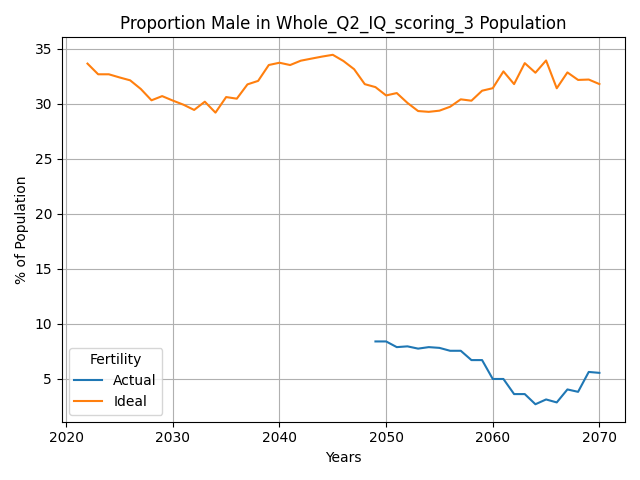 Proportion Male in Whole_Q2_IQ_scoring_3 Population
% of Population
35
30
25
20
15
10
5
Fertility
Actual
Ideal
2020 2030 2040 2050 2060 2070
Years